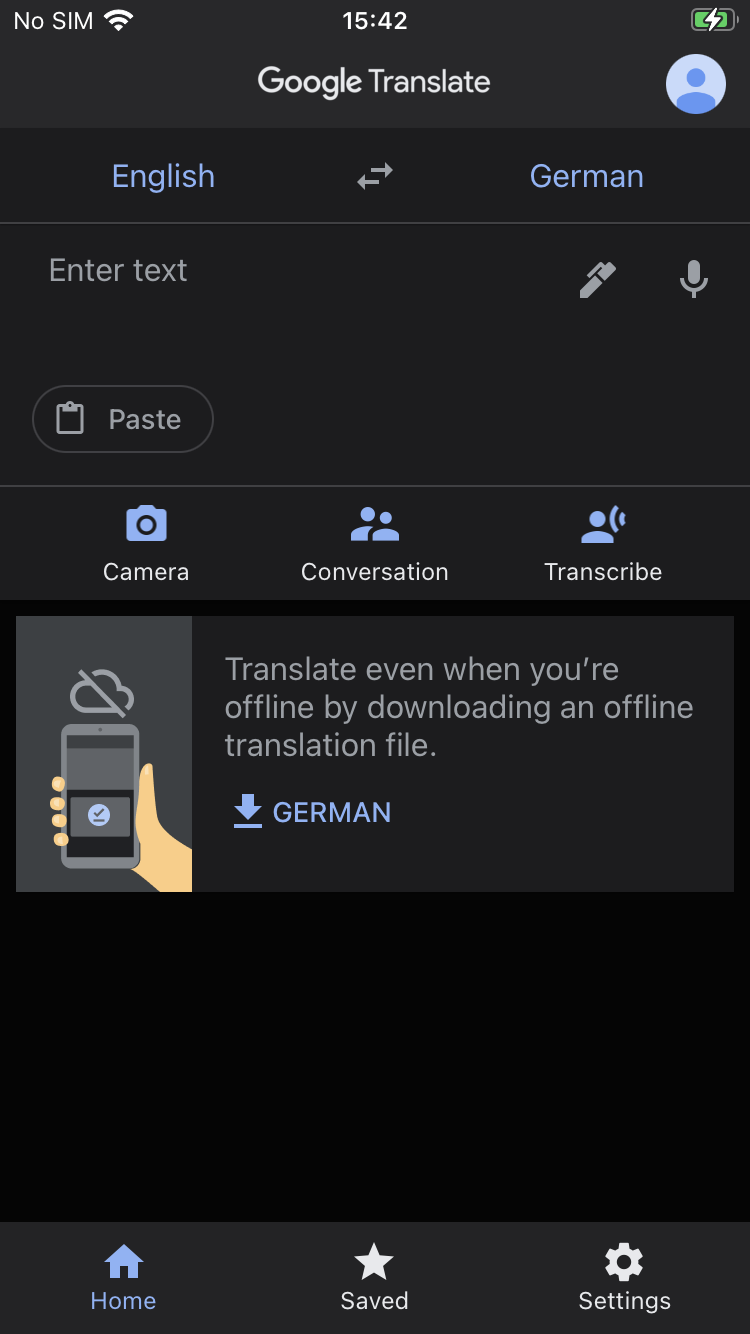 No SIM 15:42
Google Translate
English German
Enter text
Paste
Camera Conversation Transcribe
Translate even when you’re
offline by downloading an offline
translation file.
GERMAN
Home Saved Settings